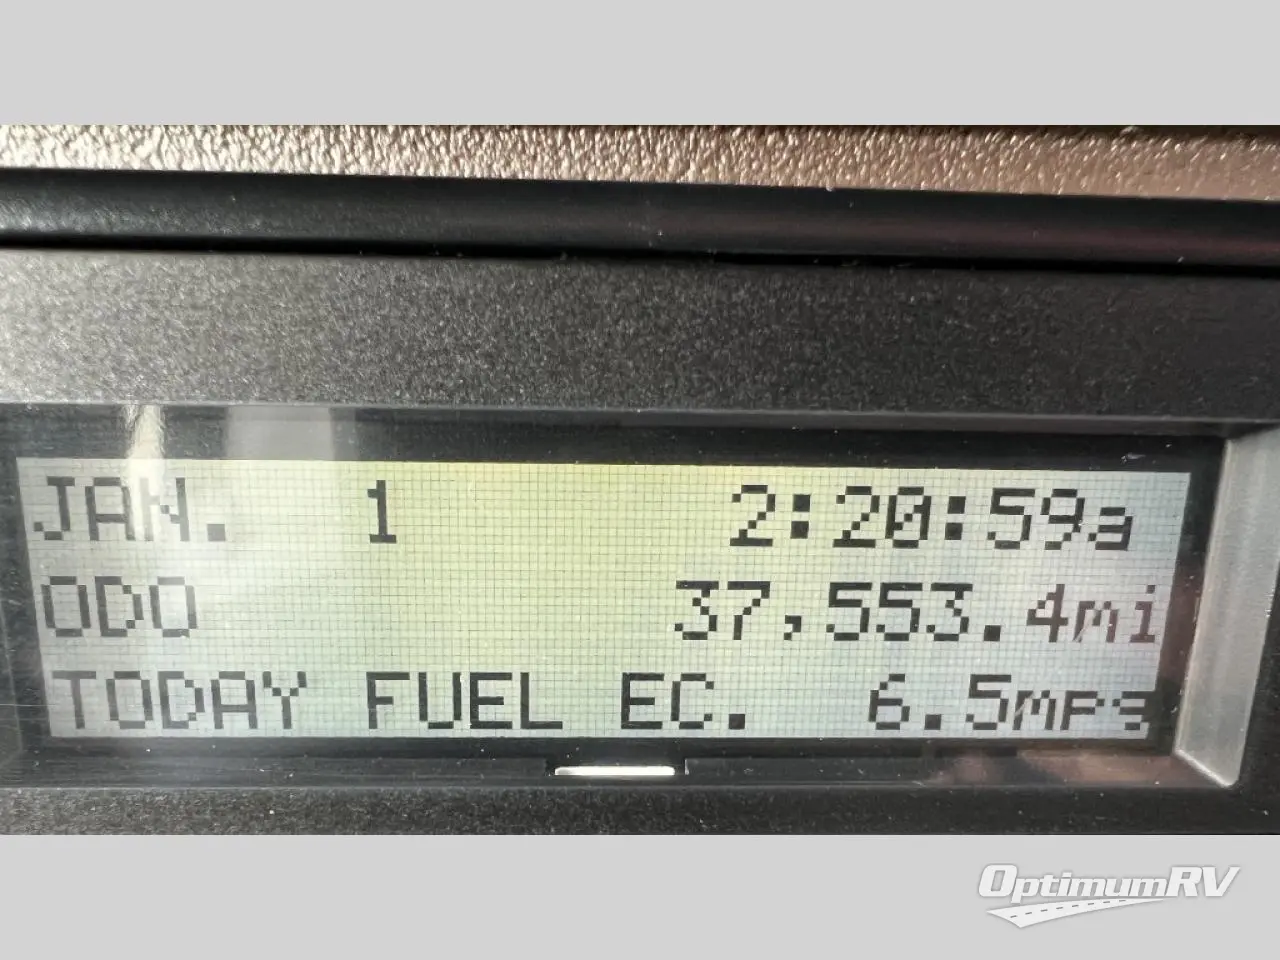 JAN. 1 2:20:59a
ODO 37,553.4mi
TODAY FUEL EC. 6.5mpg
OptimumRV